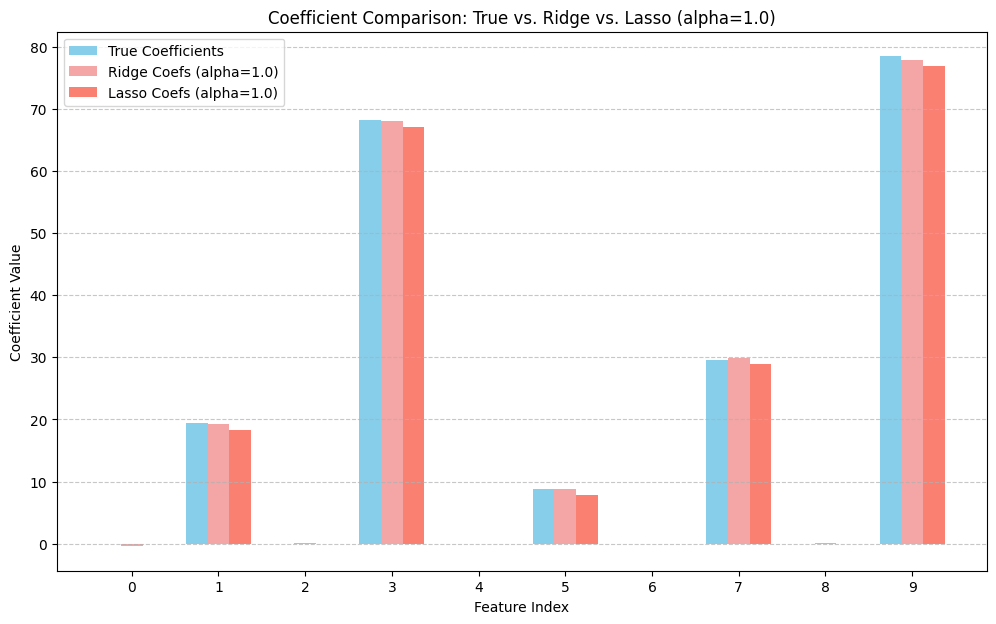 Coefficient Comparison: True vs. Ridge vs. Lasso (alpha=1.0)
True Coefficients
Ridge Coefs (alpha=1.0)
Lasso Coefs (alpha=1.0)
Coefficient Value
80
70
60
50
40
30
20
10
0
0 1 2 3 4 5 6 7 8 9
Feature Index